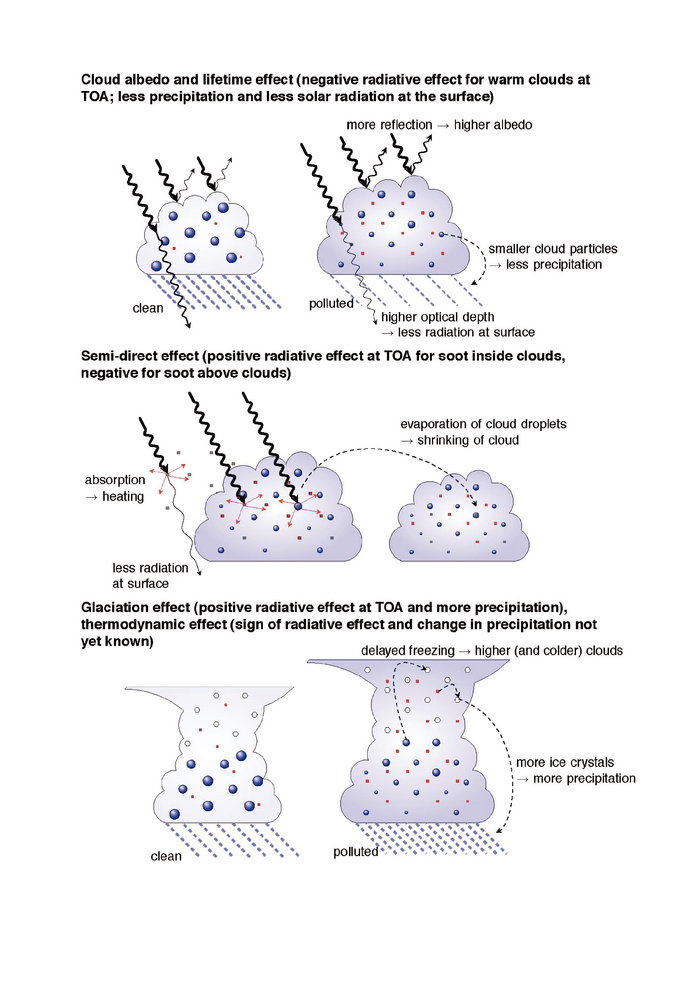 Cloud albedo and lifetime effect (negative radiative effect for warm clouds at
TOA; less precipitation and less solar radiation at the surface)
more reflection → higher albedo
smaller cloud particles
→ less precipitation
clean
polluted
higher optical depth
→ less radiation at surface
Semi-direct effect (positive radiative effect at TOA for soot inside clouds,
negative for soot above clouds)
evaporation of cloud droplets
→ shrinking of cloud
absorption
→ heating
less radiation
at surface
Glaciation effect (positive radiative effect at TOA and more precipitation),
thermodynamic effect (sign of radiative effect and change in precipitation not
yet known)
delayed freezing → higher (and colder) clouds
more ice crystals
→ more precipitation
clean
polluted